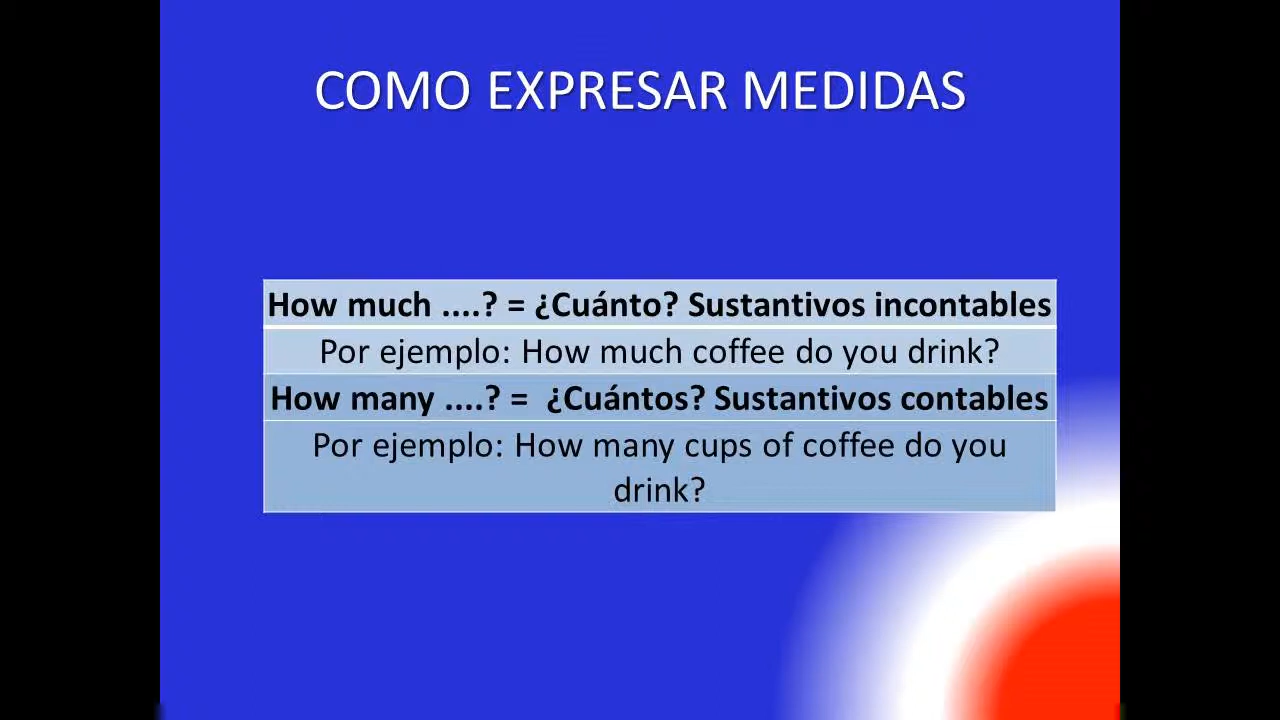 COMO EXPRESAR MEDIDAS
How much ....? = ¿Cuánto? Sustantivos incontables
Por ejemplo: How much coffee do you drink?
How many ....? = ¿Cuántos? Sustantivos contables
Por ejemplo: How many cups of coffee do you
drink?